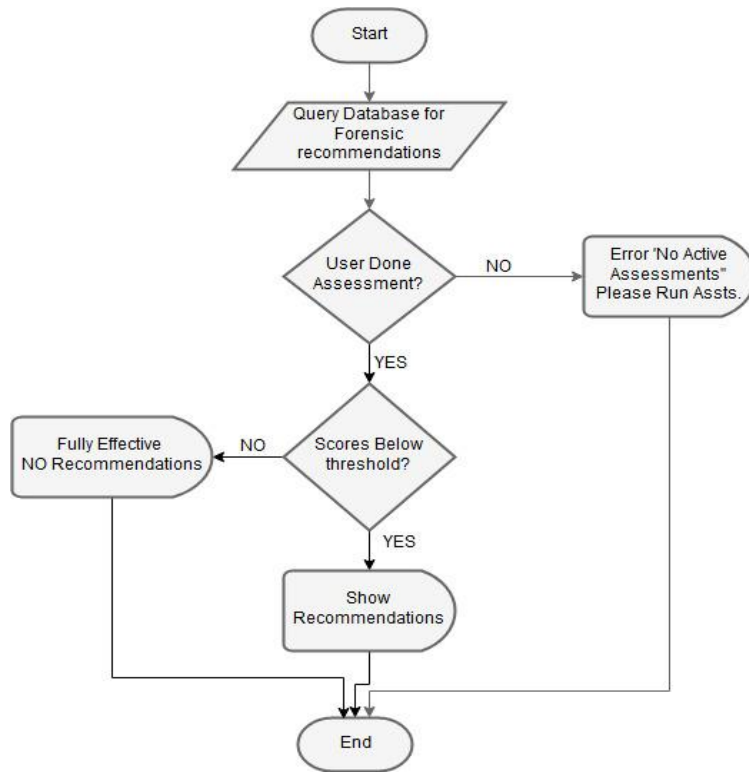 Start
Query Database for
Forensic
recommendations
User Done
Assessment?
NO
Error 'No Active
Assessments"
Please Run Assts.
YES
Scores Below
threshold?
NO
Fully Effective
NO Recommendations
YES
Show
Recommendations
End